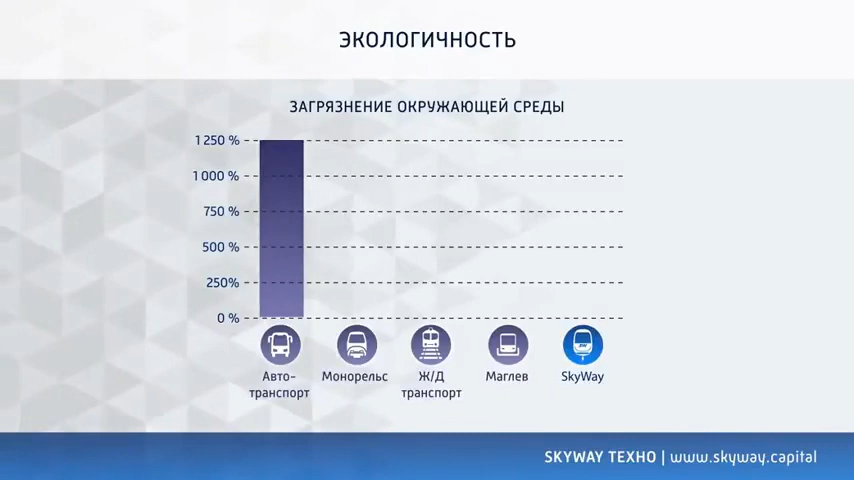 ЭКОЛОГИЧНОСТЬ
ЗАГРЯЗНЕНИЕ ОКРУЖАЮЩЕЙ СРЕДЫ
1 250 %
1 000 %
750 %
500 %
250%
0 %
Авто-
транспорт
Монорельс
Ж/Д
транспорт
Маглев
SkyWay
SKYWAY ТЕХНО | www.skyway.capital